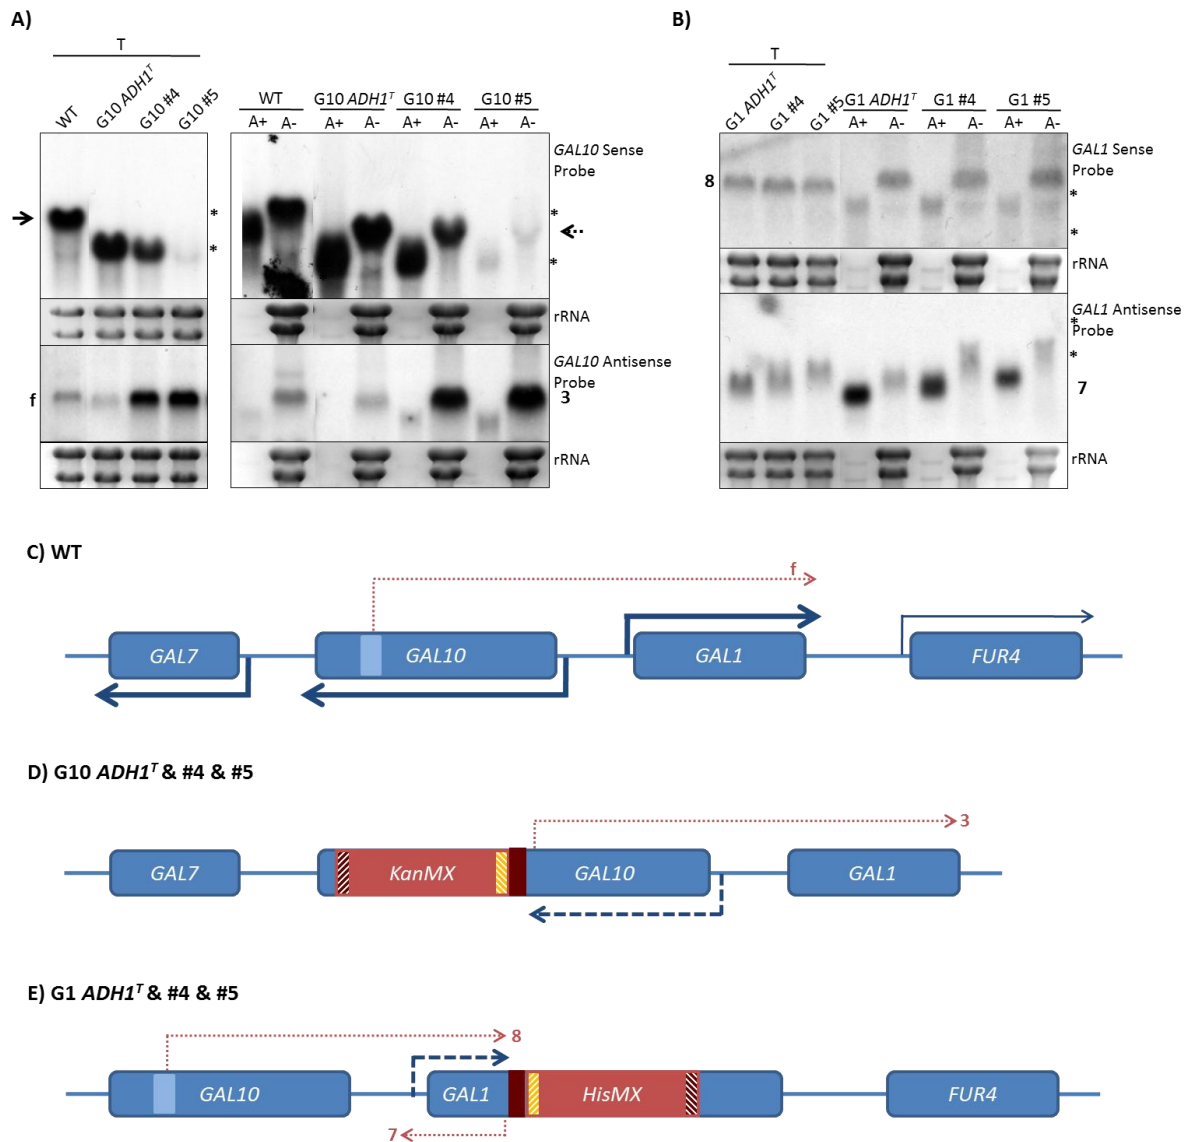 A)
T
WT
G10 ADH1ᵀ
G10 #4
G10 #5
WT
G10 ADH1ᵀ
G10 #4
G10 #5
A+ A- A+ A- A+ A- A+ A-
GAL10 Sense
Probe
*
*
*
*
rRNA
GAL10 Antisense
Probe
f
3
rRNA
B)
T
G1 ADH1ᵀ
G1 #4
G1 #5
G1 ADH1ᵀ
G1 #4
G1 #5
A+ A- A+ A- A+ A-
GAL1 Sense
Probe
8
*
*
rRNA
GAL1 Antisense
Probe
*
*
7
rRNA
C) WT
f
GAL7 GAL10 GAL1 FUR4
D) G10 ADH1ᵀ & #4 & #5
3
GAL7 KanMX GAL10 GAL1
E) G1 ADH1ᵀ & #4 & #5
8
GAL10 GAL1 HisMX FUR4
7